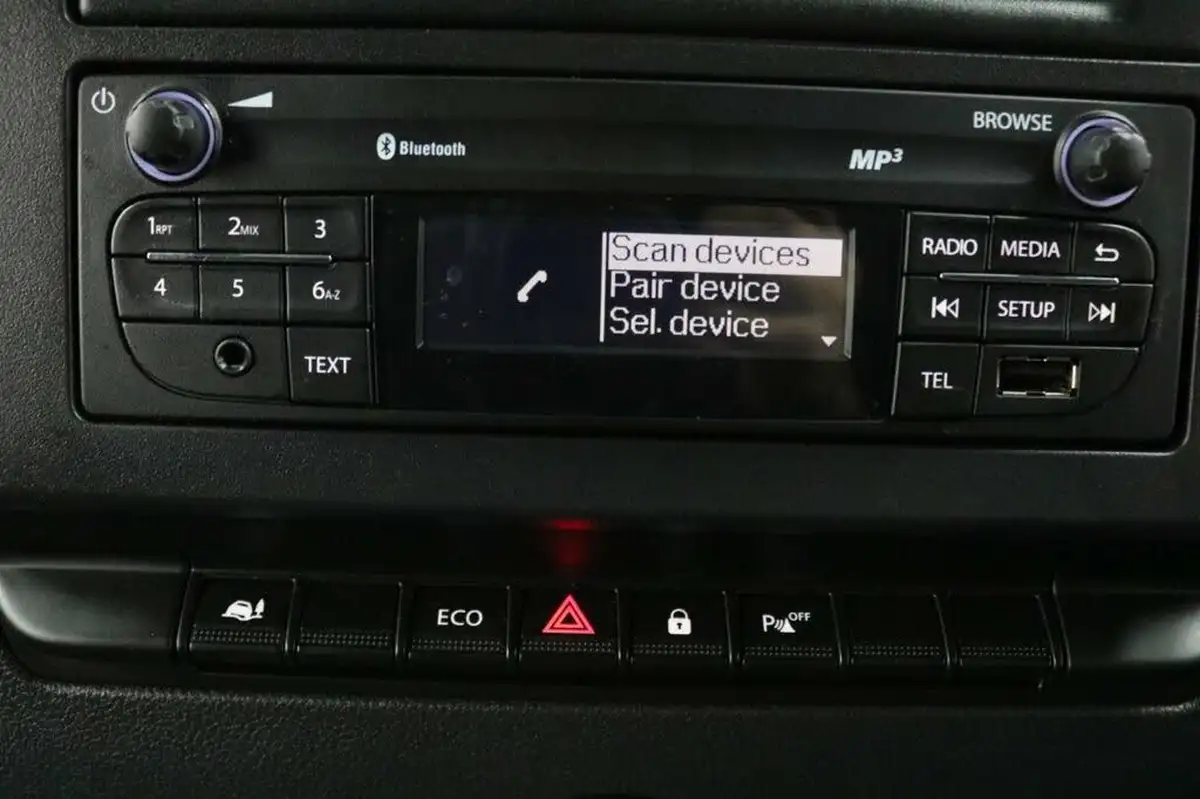 BROWSE
Bluetooth
MP3
1RPT 2MIX 3
4 5 6A-Z
TEXT
Scan devices
Pair device
Sel. device
RADIO MEDIA
SETUP
TEL
ECO
P OFF